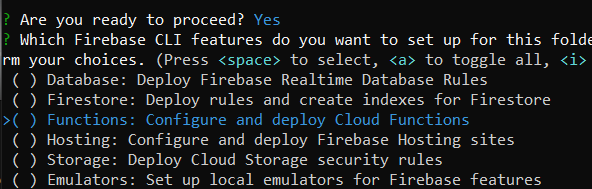 ? Are you ready to proceed? Yes
? Which Firebase CLI features do you want to set up for this folde
rm your choices. (Press <space> to select, <a> to toggle all, <i>
( ) Database: Deploy Firebase Realtime Database Rules
( ) Firestore: Deploy rules and create indexes for Firestore
>( ) Functions: Configure and deploy Cloud Functions
( ) Hosting: Configure and deploy Firebase Hosting sites
( ) Storage: Deploy Cloud Storage security rules
( ) Emulators: Set up local emulators for Firebase features